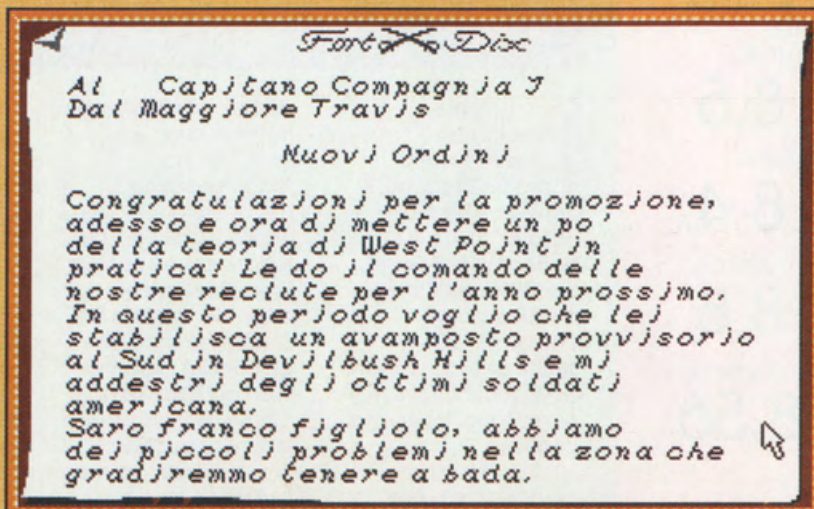 Fort Dix
Al Capitano Compagnia I
Dal Maggiore Travis
Nuovi Ordini
Congratulazioni per la promozione,
adesso e ora di mettere un po'
della teoria di West Point in
pratica! Le do il comando delle
nostre reclute per l'anno prossimo.
In questo periodo voglio che lei
stabilisca un avamposto provvisorio
al Sud in Devilbush Hills e mi
addestri degli ottimi soldati
americana.
Saro franco figliolo, abbiamo
dei piccoli problemi nella zona che
gradiremmo tenere a bada.